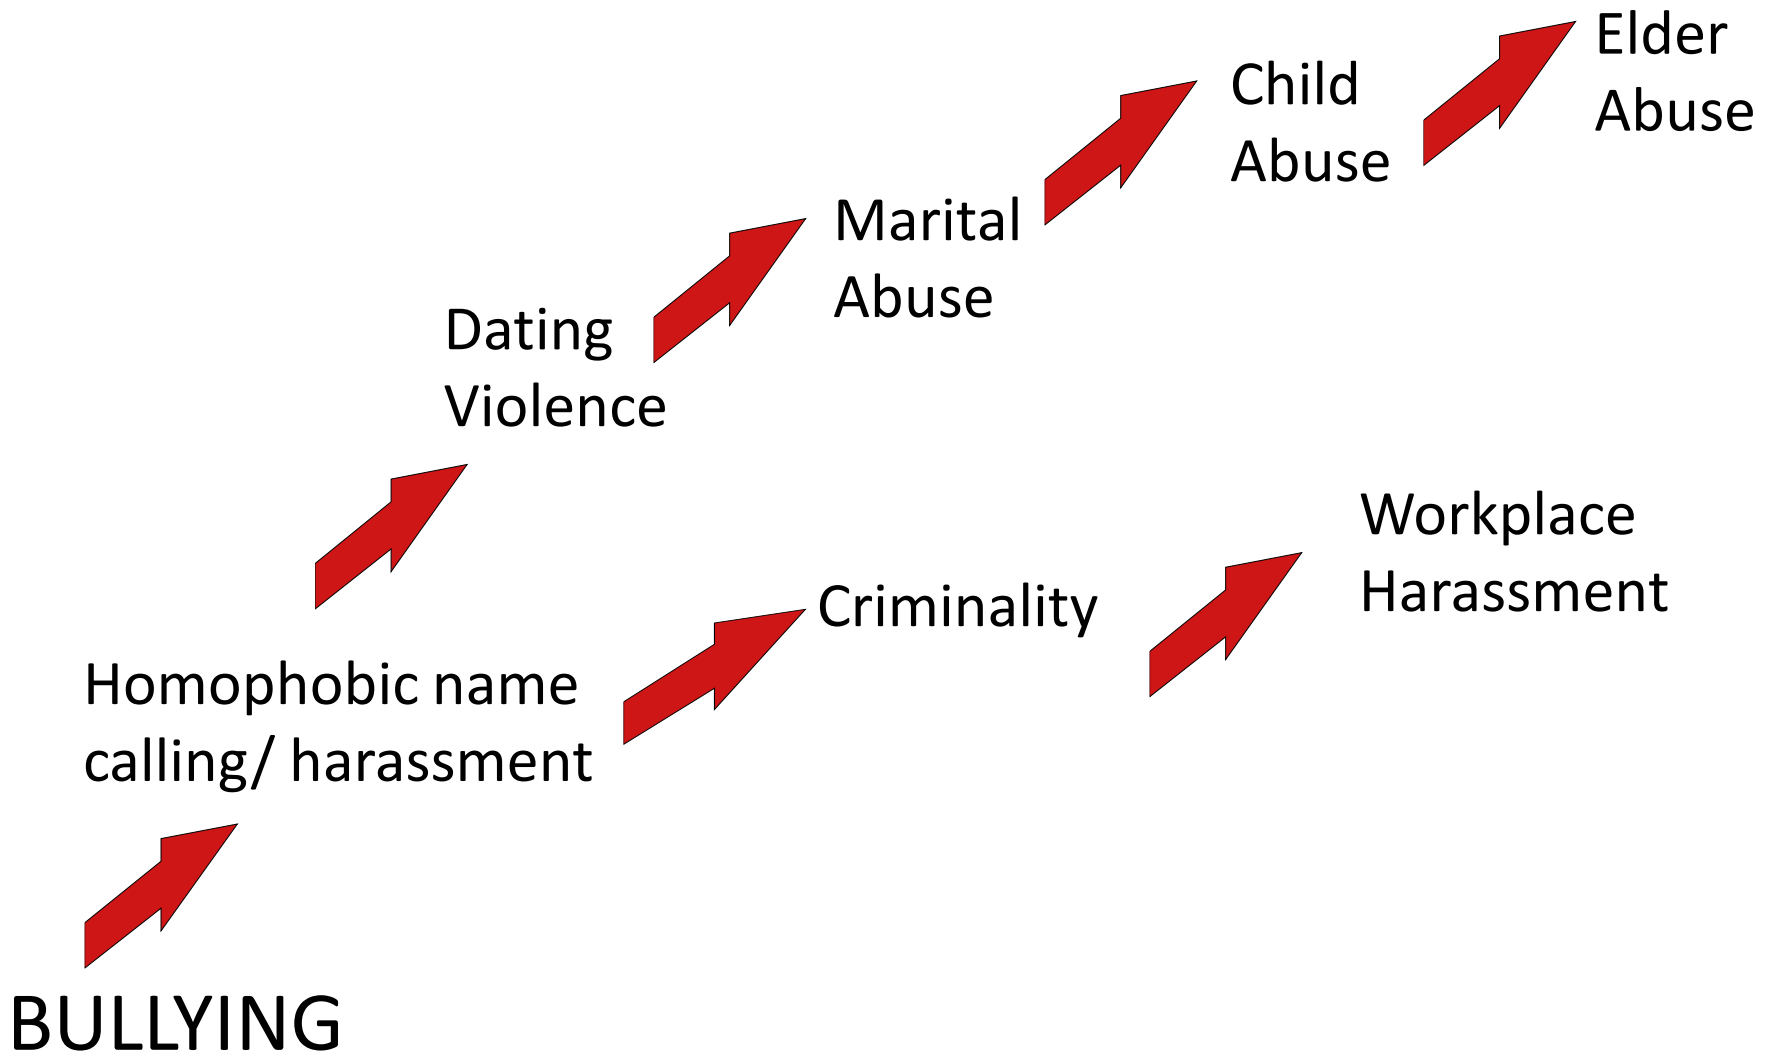 Elder
Abuse
Child
Abuse
Marital
Abuse
Dating
Violence
Workplace
Harassment
Criminality
Homophobic name
calling/ harassment
BULLYING